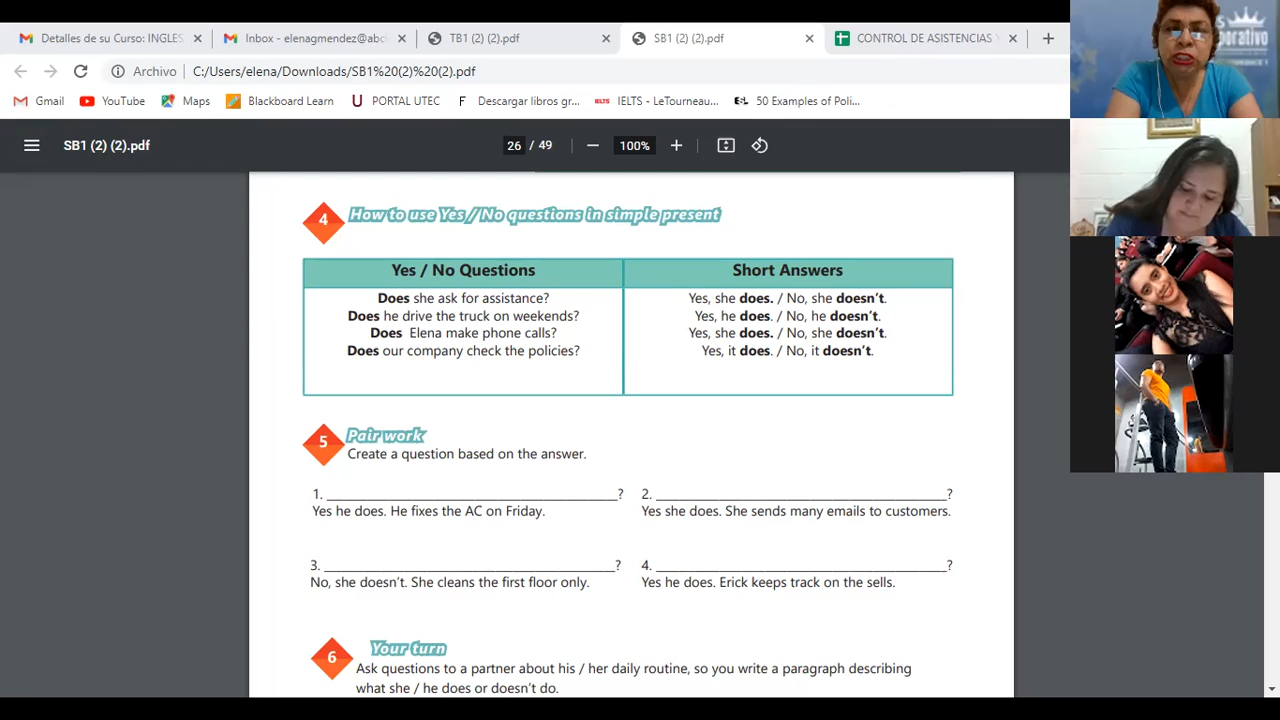 Detalles de su Curso: INGLES
Inbox - elenagmendez@abc
TB1 (2) (2).pdf
SB1 (2) (2).pdf
CONTROL DE ASISTENCIAS
Archivo
C:/Users/elena/Downloads/SB1%20(2)%20(2).pdf
Gmail
YouTube
Maps
Blackboard Learn
PORTAL UTEC
Descargar libros gr...
IELTS - LeTourneau...
50 Examples of Poli...
SB1 (2) (2).pdf
26 / 49
100%
4
How to use Yes / No questions in simple present
Yes / No Questions
Does she ask for assistance?
Does he drive the truck on weekends?
Does Elena make phone calls?
Does our company check the policies?
Short Answers
Yes, she does. / No, she doesn't.
Yes, he does. / No, he doesn't.
Yes, she does. / No, she doesn't.
Yes, it does. / No, it doesn't.
5
Pair work
Create a question based on the answer.
1. ______________________________?
Yes he does. He fixes the AC on Friday.
2. ______________________________?
Yes she does. She sends many emails to customers.
3. ______________________________?
No, she doesn't. She cleans the first floor only.
4. ______________________________?
Yes he does. Erick keeps track on the sells.
6
Your turn
Ask questions to a partner about his / her daily routine, so you write a paragraph describing
what she / he does or doesn't do.